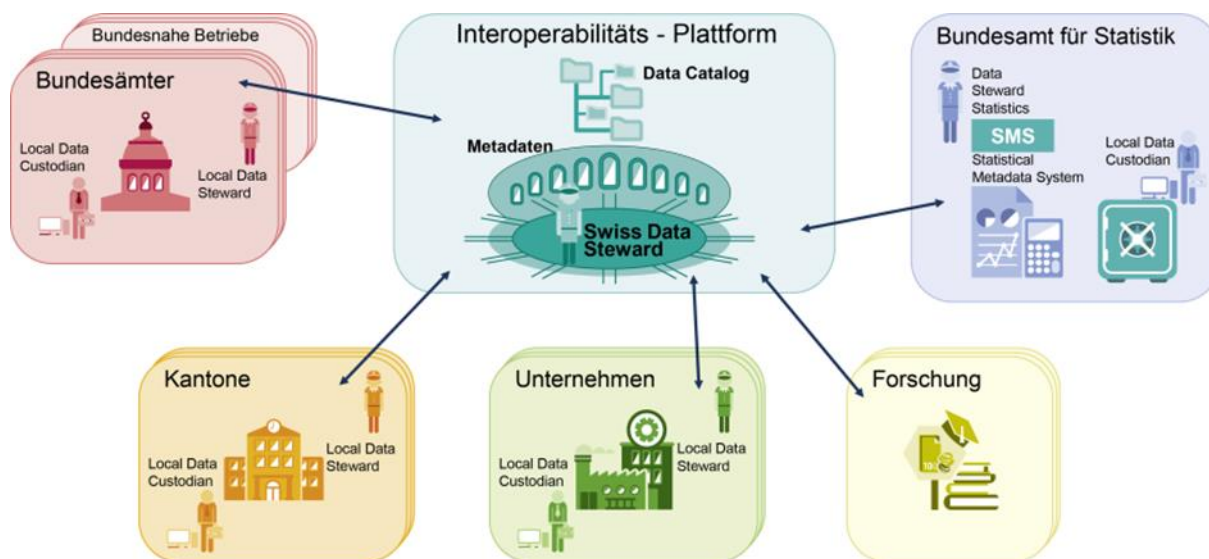 Bundesnahe Betriebe
Bundesämter
Local Data
Custodian
Local Data
Steward
Interoperabilitäts - Plattform
Data Catalog
Metadaten
Swiss Data
Steward
Bundesamt für Statistik
Data
Steward
Statistics
SMS
Statistical
Metadata System
Local Data
Custodian
Kantone
Local Data
Steward
Local Data
Custodian
Unternehmen
Local Data
Steward
Local Data
Custodian
Forschung